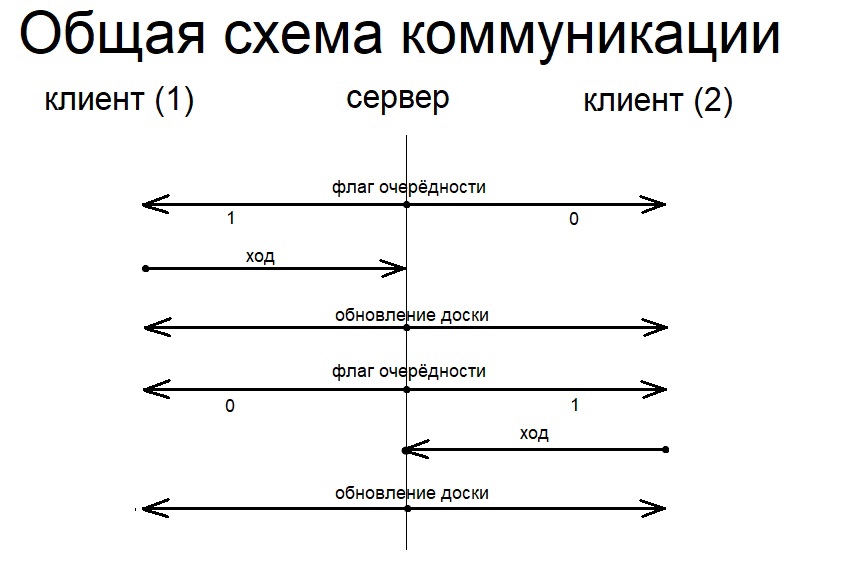 Общая схема коммуникации
клиент (1) сервер клиент (2)
флаг очерёдности
1 0
ход
обновление доски
флаг очерёдности
0 1
ход
обновление доски